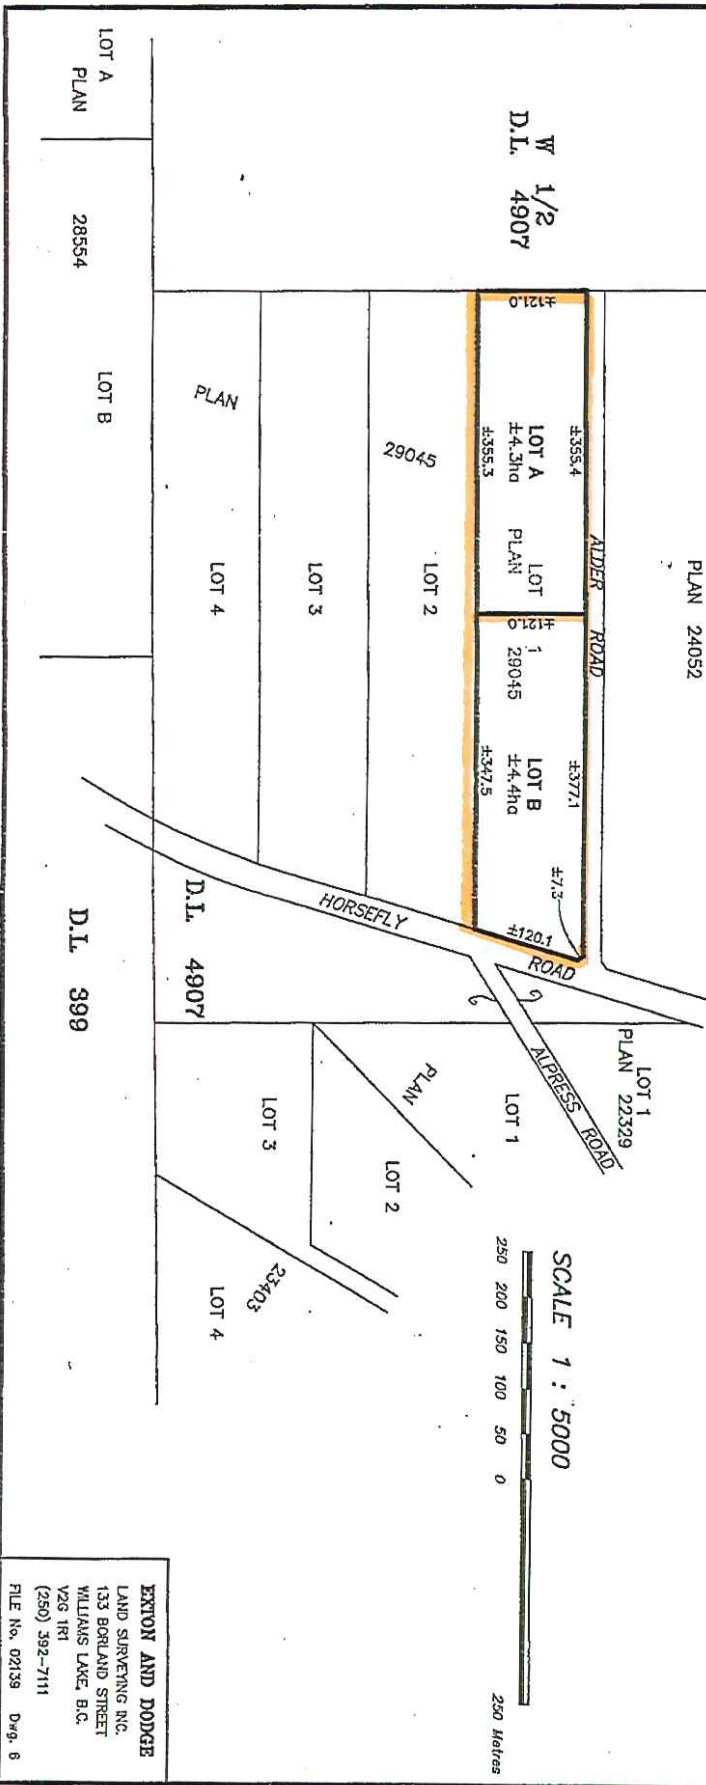 LOT A
PLAN
28554
LOT B
W 1/2
D.L. 4907
PLAN 24052
ALDER ROAD
±121.0
±355.4
LOT A
±4.3ha
±355.3
LOT 1
PLAN 29045
±121.0
±377.1
LOT B
±4.4ha
±347.5
±7.3
±120.1
PLAN
29045
LOT 2
LOT 3
LOT 4
HORSEFLY ROAD
D.L. 4907
D.L. 399
LOT 1
PLAN 22329
ALPRESS ROAD
LOT 1
PLAN
LOT 2
LOT 3
23403
LOT 4
SCALE 1 : 5000
250 200 150 100 50 0 250 Metres
EXTON AND DODGE
LAND SURVEYING INC.
133 BORLAND STREET
WILLIAMS LAKE, B.C.
V2G 1R1
(250) 392-7111
FILE No. 02139 Dwg. 6